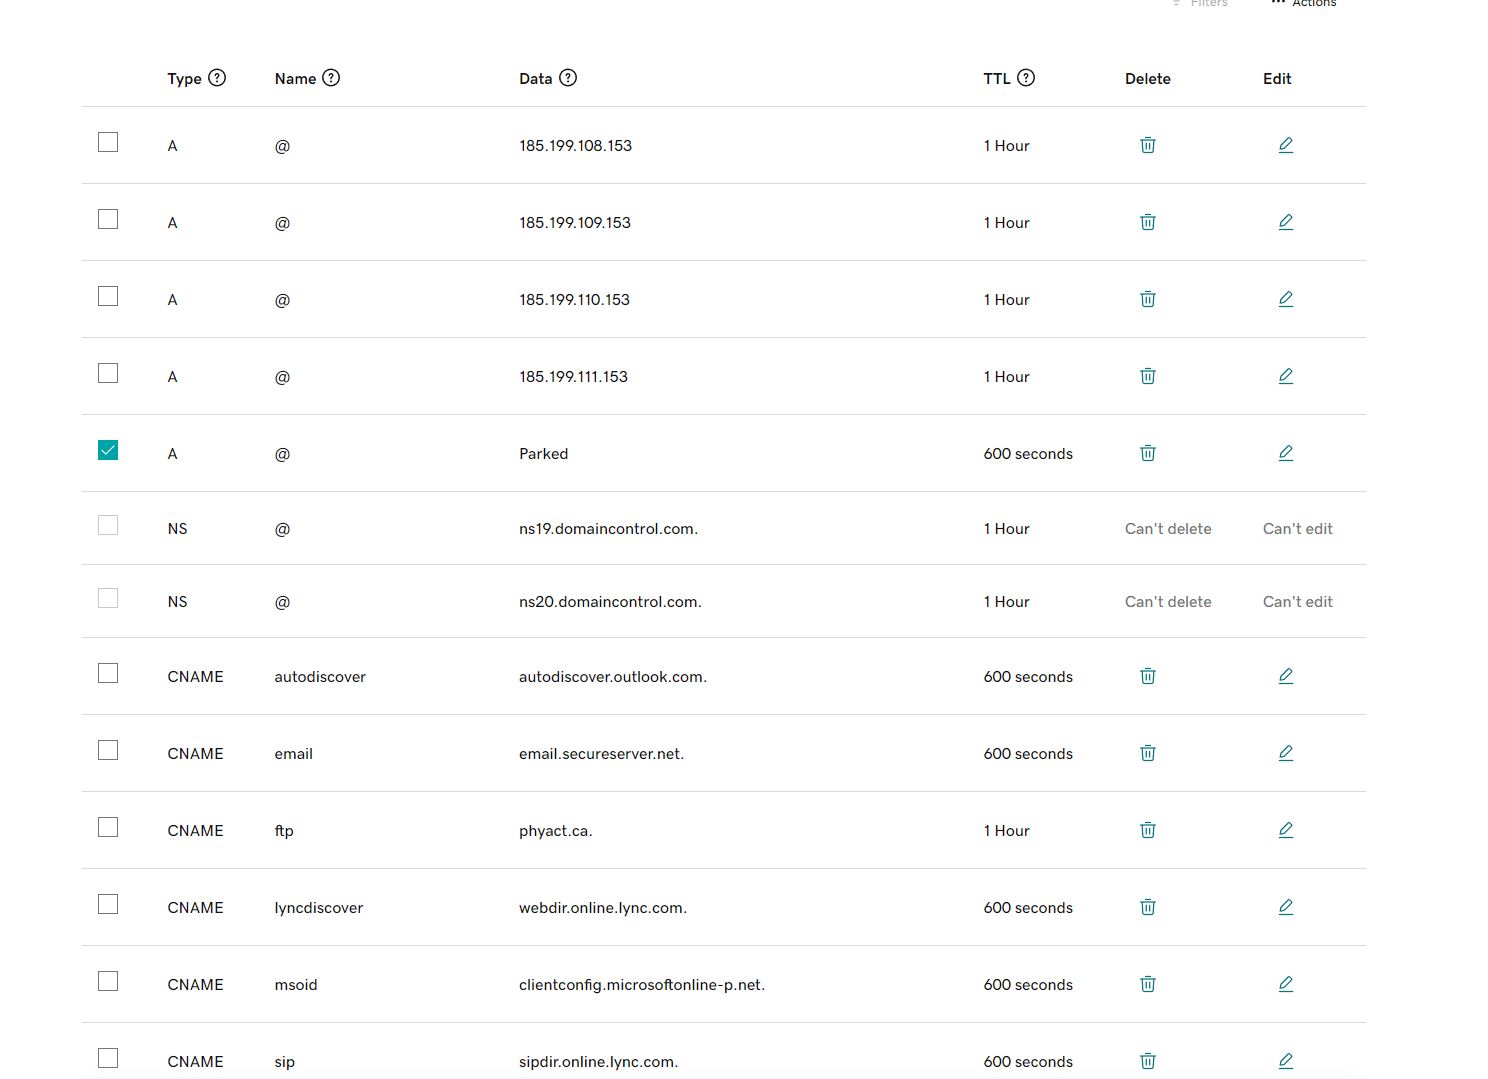 Filters ••• Actions
Type ? Name ? Data ? TTL ? Delete Edit
A @ 185.199.108.153 1 Hour
A @ 185.199.109.153 1 Hour
A @ 185.199.110.153 1 Hour
A @ 185.199.111.153 1 Hour
A @ Parked 600 seconds
NS @ ns19.domaincontrol.com. 1 Hour Can't delete Can't edit
NS @ ns20.domaincontrol.com. 1 Hour Can't delete Can't edit
CNAME autodiscover autodiscover.outlook.com. 600 seconds
CNAME email email.secureserver.net. 600 seconds
CNAME ftp phyact.ca. 1 Hour
CNAME lyncdiscover webdir.online.lync.com. 600 seconds
CNAME msoid clientconfig.microsoftonline-p.net. 600 seconds
CNAME sip sipdir.online.lync.com. 600 seconds